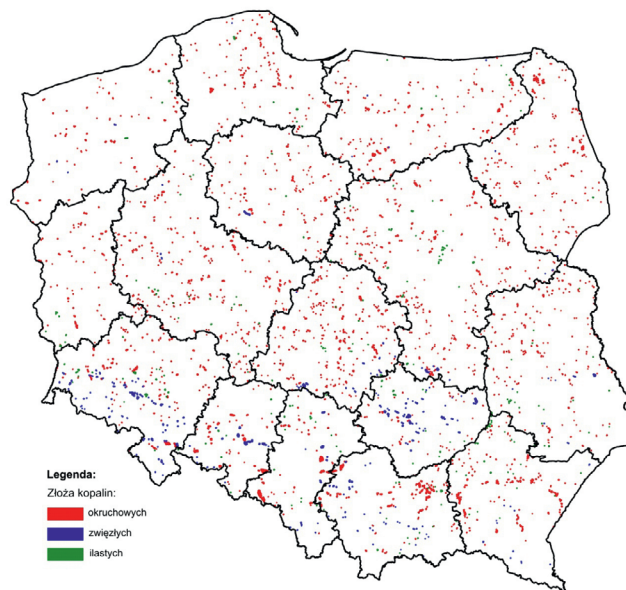 Legenda:
Złoża kopalin:
okruchowych
zwięzłych
ilastych